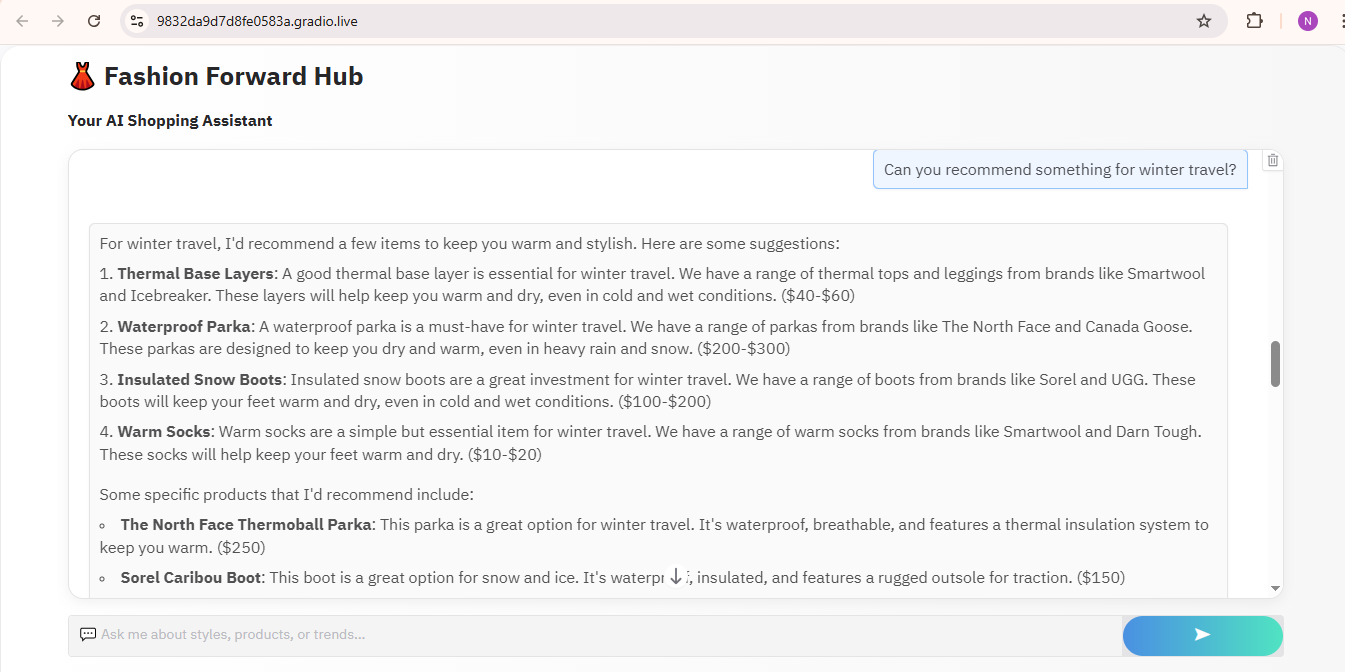 9832da9d7d8fe0583a.gradio.live
N
Fashion Forward Hub
Your AI Shopping Assistant
Can you recommend something for winter travel?
For winter travel, I'd recommend a few items to keep you warm and stylish. Here are some suggestions:
1. Thermal Base Layers: A good thermal base layer is essential for winter travel. We have a range of thermal tops and leggings from brands like Smartwool
and Icebreaker. These layers will help keep you warm and dry, even in cold and wet conditions. ($40-$60)
2. Waterproof Parka: A waterproof parka is a must-have for winter travel. We have a range of parkas from brands like The North Face and Canada Goose.
These parkas are designed to keep you dry and warm, even in heavy rain and snow. ($200-$300)
3. Insulated Snow Boots: Insulated snow boots are a great investment for winter travel. We have a range of boots from brands like Sorel and UGG. These
boots will keep your feet warm and dry, even in cold and wet conditions. ($100-$200)
4. Warm Socks: Warm socks are a simple but essential item for winter travel. We have a range of warm socks from brands like Smartwool and Darn Tough.
These socks will help keep your feet warm and dry. ($10-$20)
Some specific products that I'd recommend include:
The North Face Thermoball Parka: This parka is a great option for winter travel. It's waterproof, breathable, and features a thermal insulation system to
keep you warm. ($250)
Sorel Caribou Boot: This boot is a great option for snow and ice. It's insulated, and features a rugged outsole for traction. ($150)
Ask me about styles, products, or trends...